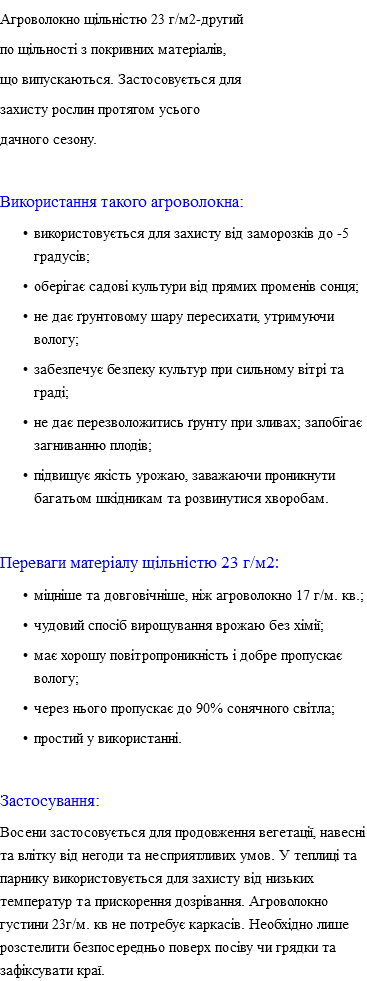 Агроволокно щільністю 23 г/м2-другий
по щільності з покривних матеріалів,
що випускаються. Застосовується для
захисту рослин протягом усього
дачного сезону.
Використання такого агроволокна:
• використовується для захисту від заморозків до -5
градусів;
• оберігає садові культури від прямих променів сонця;
• не дає ґрунтовому шару пересихати, утримуючи
вологу;
• забезпечує безпеку культур при сильному вітрі та
граді;
• не дає перезволожитись ґрунту при зливах; запобігає
загниванню плодів;
• підвищує якість урожаю, заважаючи проникнути
багатьом шкідникам та розвинутися хворобам.
Переваги матеріалу щільністю 23 г/м2:
• міцніше та довговічніше, ніж агроволокно 17 г/м. кв.;
• чудовий спосіб вирощування врожаю без хімії;
• має хорошу повітропроникність і добре пропускає
вологу;
• через нього пропускає до 90% сонячного світла;
• простий у використанні.
Застосування:
Восени застосовується для продовження вегетації, навесні
та влітку від негоди та несприятливих умов. У теплиці та
парнику використовується для захисту від низьких
температур та прискорення дозрівання. Агроволокно
густини 23г/м. кв не потребує каркасів. Необхідно лише
розстелити безпосередньо поверх посіву чи грядки та
зафіксувати краї.